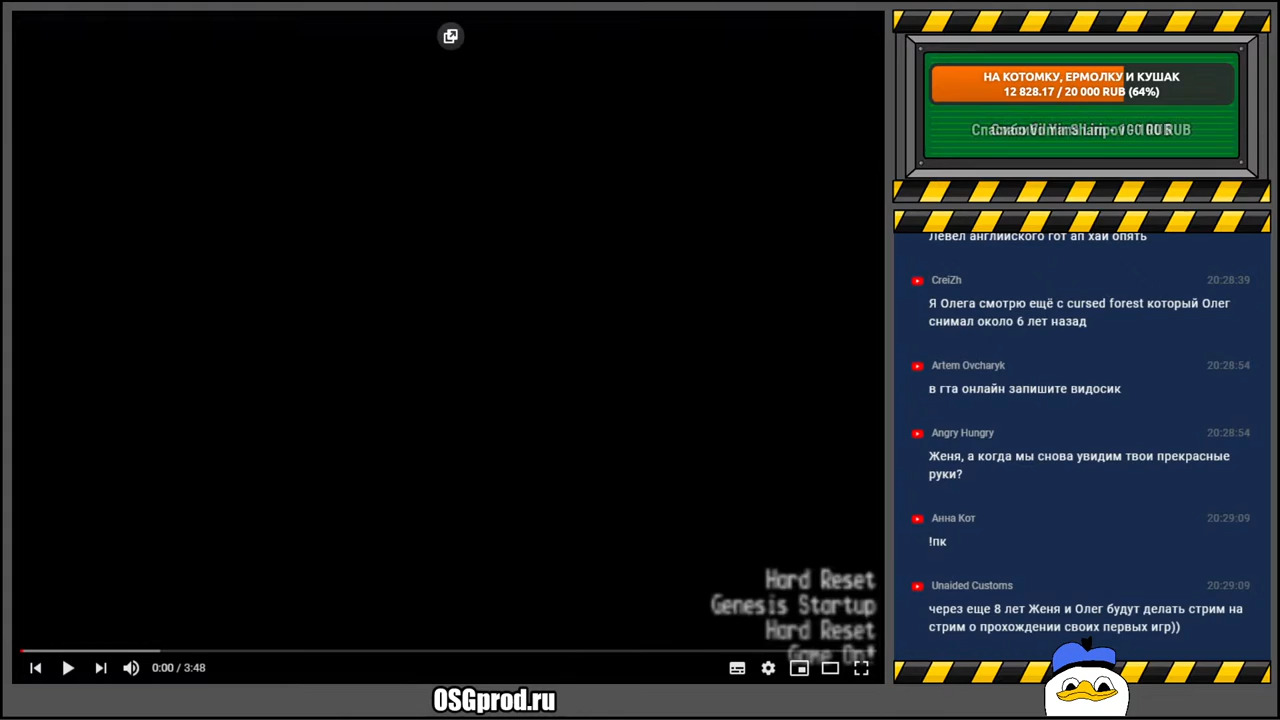 НА КОТОМКУ, ЕРМОЛКУ И КУШАК
12 828.17 / 20 000 RUB (64%)
RUB
Левел английского гот ап хай опять
CreiZh 20:28:39
Я Олега смотрю ещё с cursed forest который Олег
снимал около 6 лет назад
Artem Ovcharyk 20:28:54
в гта онлайн запишите видосик
Angry Hungry 20:28:54
Женя, а когда мы снова увидим твои прекрасные
руки?
Анна Кот 20:29:09
!пк
Unaided Customs 20:29:09
через еще 8 лет Женя и Олег будут делать стрим на
стрим о прохождении своих первых игр))
Hard Reset
Genesis Startup
Hard Reset
Game On*
0:00 / 3:48
OSGprod.ru